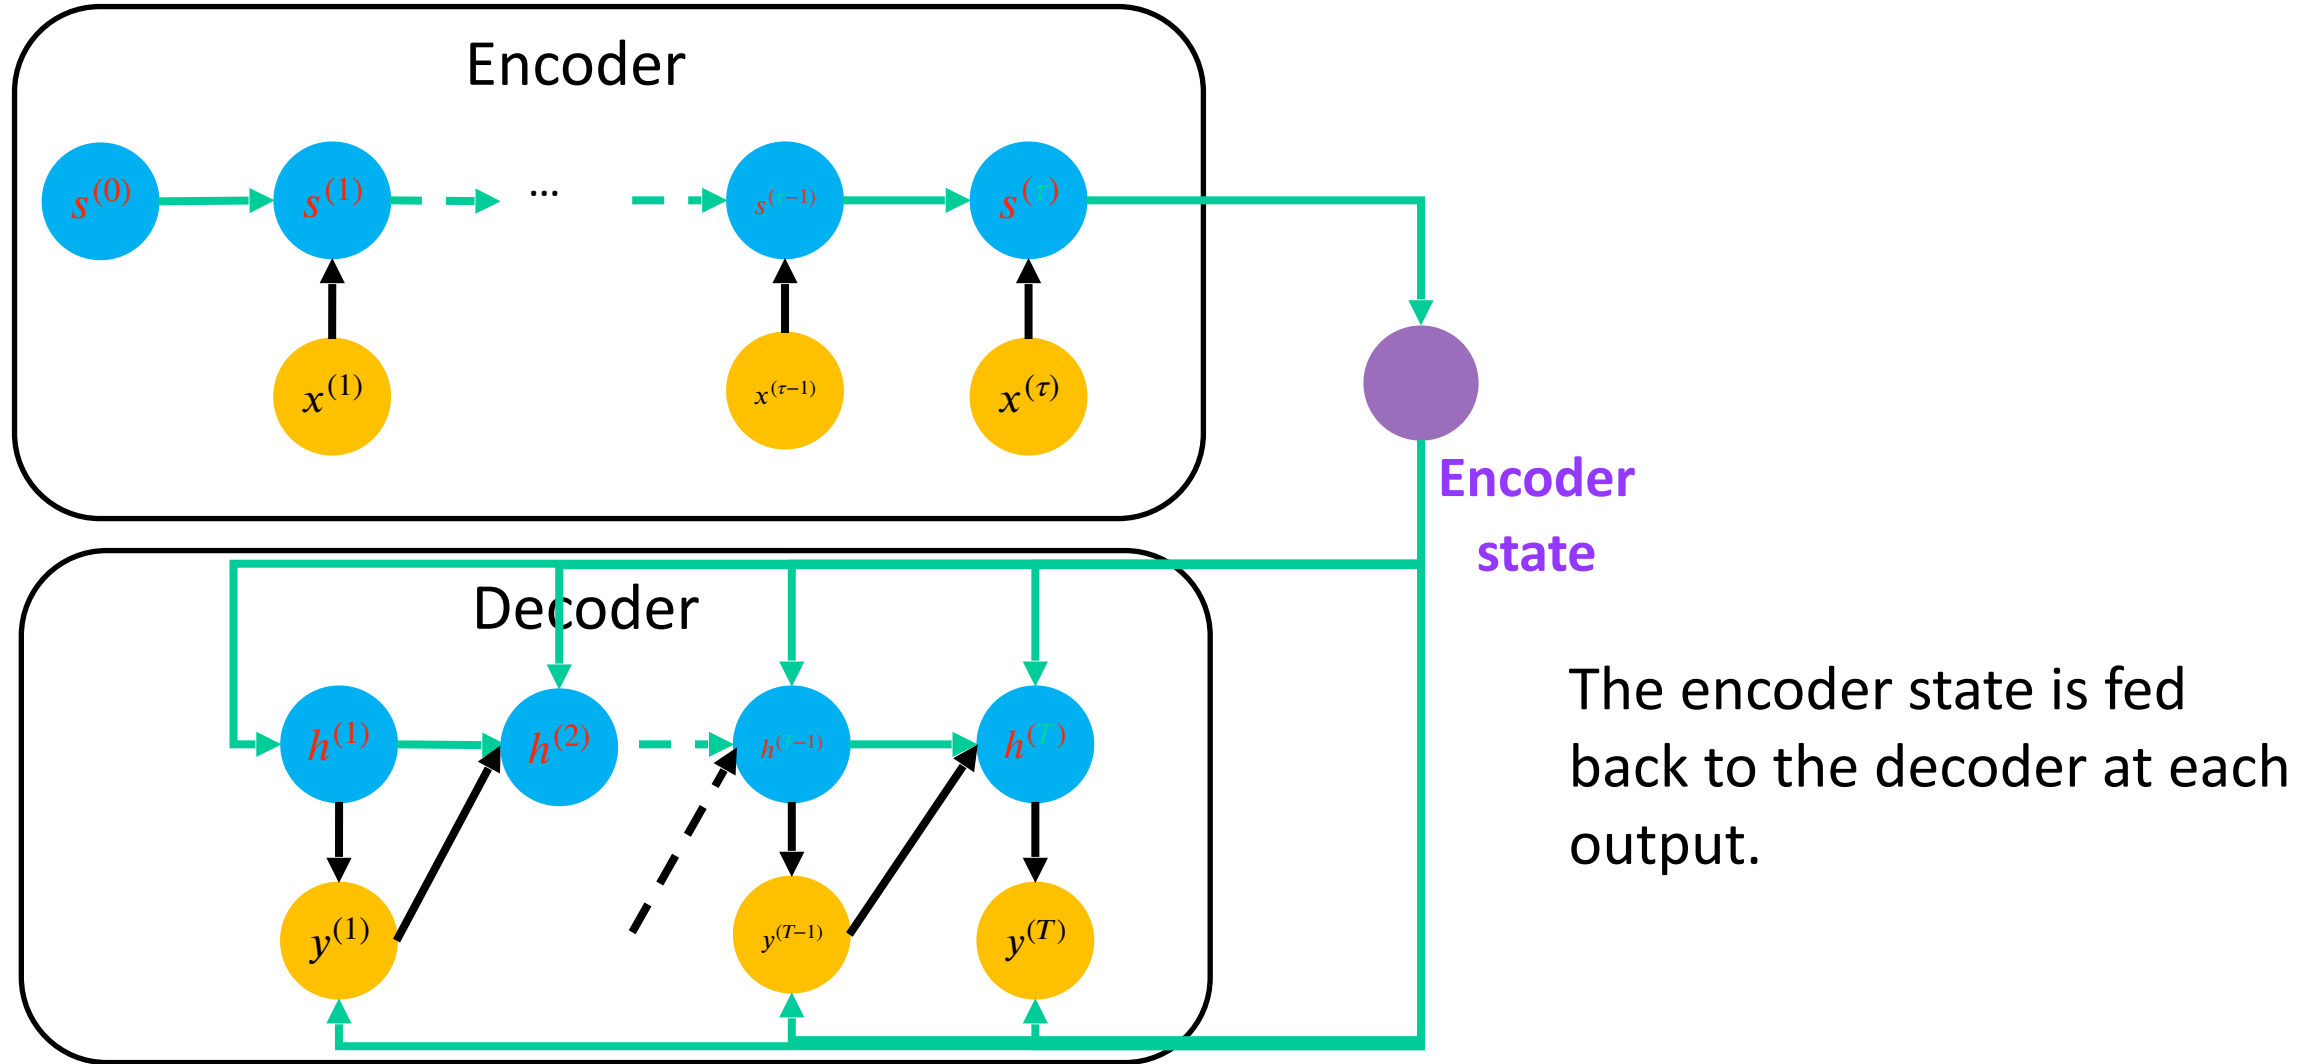 Encoder
s^(0) s^(1) ... s^(τ−1) s^(τ)
x^(1) x^(τ−1) x^(τ)
Encoder
state
Decoder
h^(1) h^(2) h^(T−1) h^(T)
y^(1) y^(T−1) y^(T)
The encoder state is fed
back to the decoder at each
output.